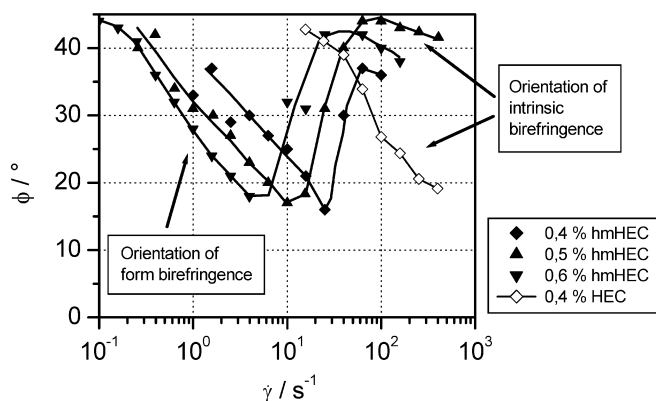 40
30
20
10
0
ϕ / °
10⁻¹
10⁰
10¹
10²
10³
γ̇ / s⁻¹
Orientation of
form birefringence
Orientation of
intrinsic
birefringence
0,4 % hmHEC
0,5 % hmHEC
0,6 % hmHEC
0,4 % HEC